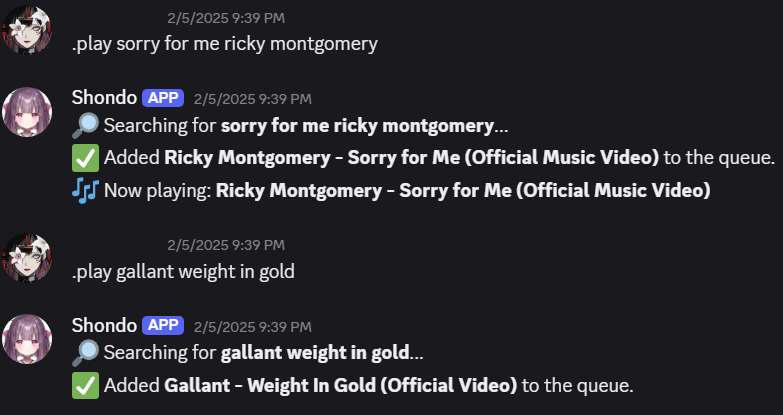 2/5/2025 9:39 PM
.play sorry for me ricky montgomery
Shondo APP 2/5/2025 9:39 PM
Searching for sorry for me ricky montgomery...
Added Ricky Montgomery - Sorry for Me (Official Music Video) to the queue.
Now playing: Ricky Montgomery - Sorry for Me (Official Music Video)
2/5/2025 9:39 PM
.play gallant weight in gold
Shondo APP 2/5/2025 9:39 PM
Searching for gallant weight in gold...
Added Gallant - Weight In Gold (Official Video) to the queue.